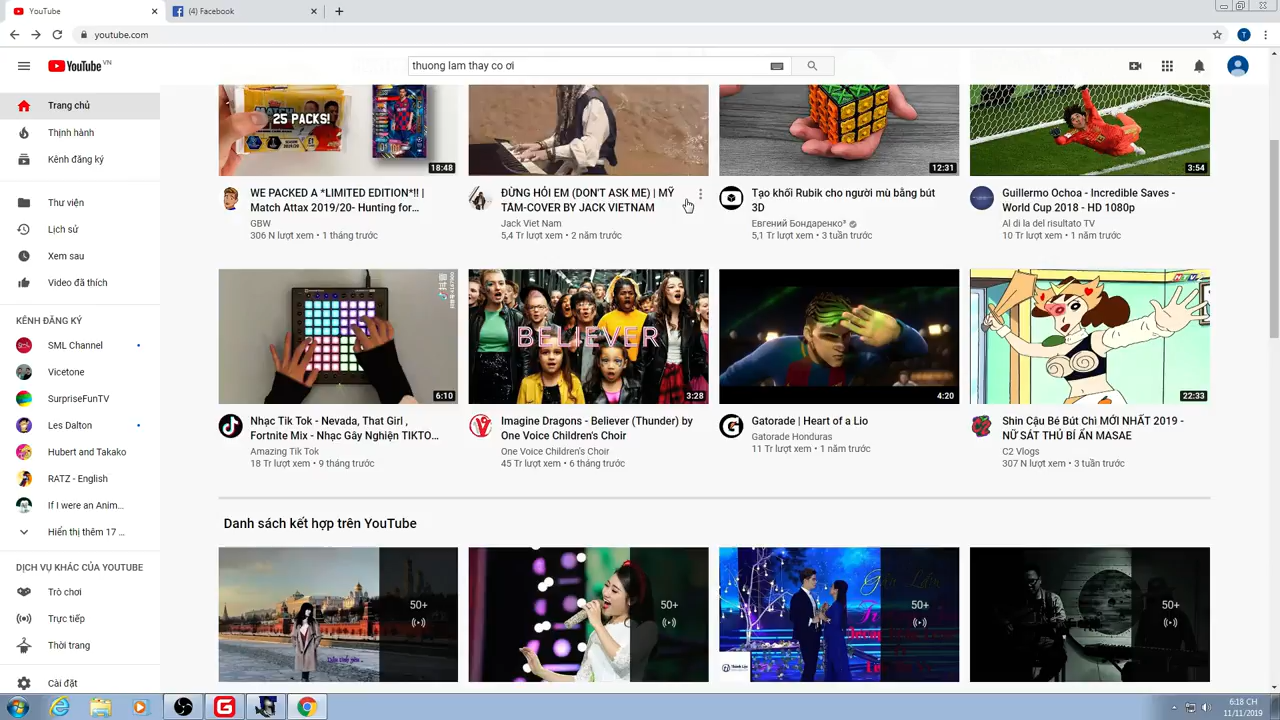 YouTube
(4) Facebook
youtube.com
T
YouTube VN
thuong lam thay co ơi
Trang chủ
Thịnh hành
Kênh đăng ký
Thư viện
Lịch sử
Xem sau
Video đã thích
KÊNH ĐĂNG KÝ
SML Channel
Vicetone
SurpriseFunTV
Les Dalton
Hubert and Takako
RATZ - English
If I were an Anim...
Hiển thị thêm 17 ...
DỊCH VỤ KHÁC CỦA YOUTUBE
Trò chơi
Trực tiếp
Thời trang
Cài đặt
25 PACKS!
18:48
WE PACKED A *LIMITED EDITION*!! |
Match Attax 2019/20- Hunting for...
GBW
306 N lượt xem • 1 tháng trước
ĐỪNG HỎI EM (DON'T ASK ME) | MỸ
TÂM-COVER BY JACK VIETNAM
Jack Viet Nam
5,4 Tr lượt xem • 2 năm trước
12:31
Tạo khối Rubik cho người mù bằng bút
3D
Евгений Бондаренко³
5,1 Tr lượt xem • 3 tuần trước
3:54
Guillermo Ochoa - Incredible Saves -
World Cup 2018 - HD 1080p
Al di la del risultato TV
10 Tr lượt xem • 1 năm trước
6:10
Nhạc Tik Tok - Nevada, That Girl ,
Fortnite Mix - Nhạc Gây Nghiện TIKTO...
Amazing Tik Tok
18 Tr lượt xem • 9 tháng trước
BELIEVER
3:28
Imagine Dragons - Believer (Thunder) by
One Voice Children's Choir
One Voice Children's Choir
45 Tr lượt xem • 6 tháng trước
4:20
Gatorade | Heart of a Lio
Gatorade Honduras
11 Tr lượt xem • 1 năm trước
HTV
22:33
Shin Cậu Bé Bút Chì MỚI NHẤT 2019 -
NỮ SÁT THỦ BÍ ẨN MASAE
C2 Vlogs
307 N lượt xem • 3 tuần trước
Danh sách kết hợp trên YouTube
50+
50+
50+
50+
6:18 CH
11/11/2019